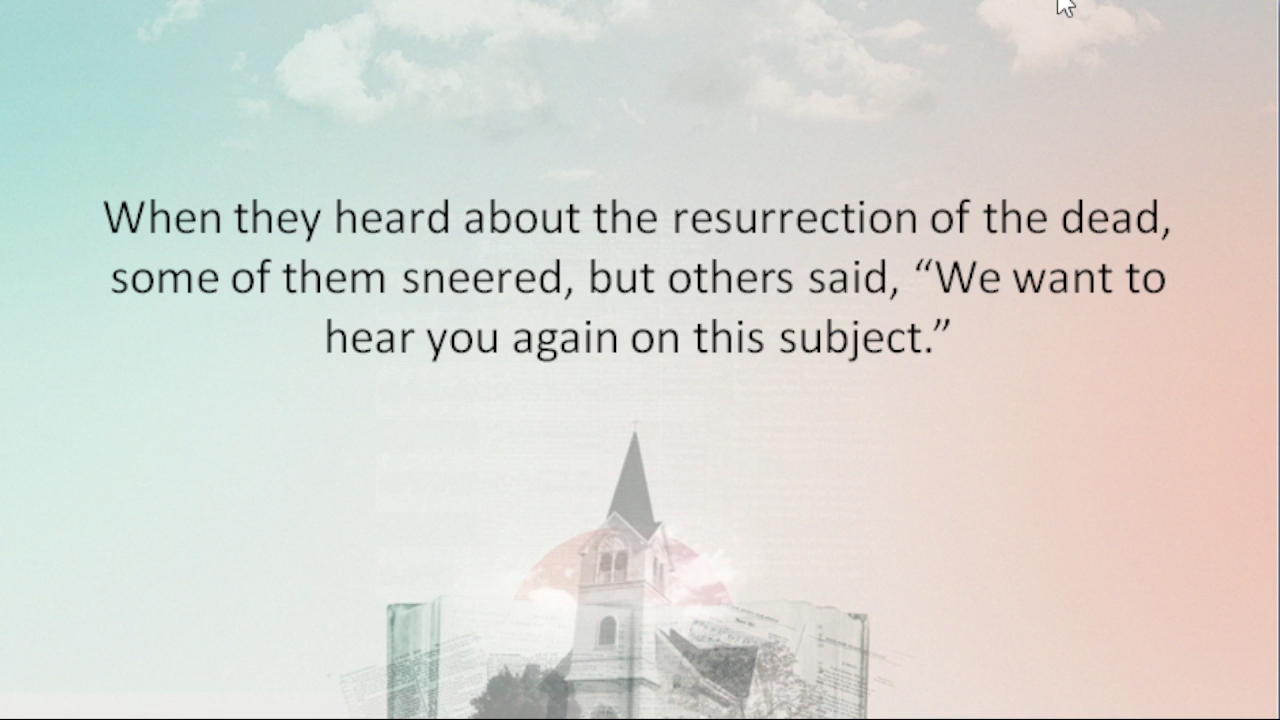 When they heard about the resurrection of the dead,
some of them sneered, but others said, “We want to
hear you again on this subject.”